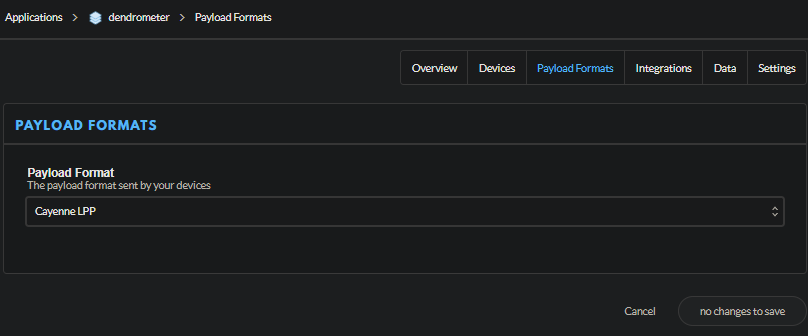 Applications > dendrometer > Payload Formats
Overview Devices Payload Formats Integrations Data Settings
PAYLOAD FORMATS
Payload Format
The payload format sent by your devices
Cayenne LPP
Cancel no changes to save